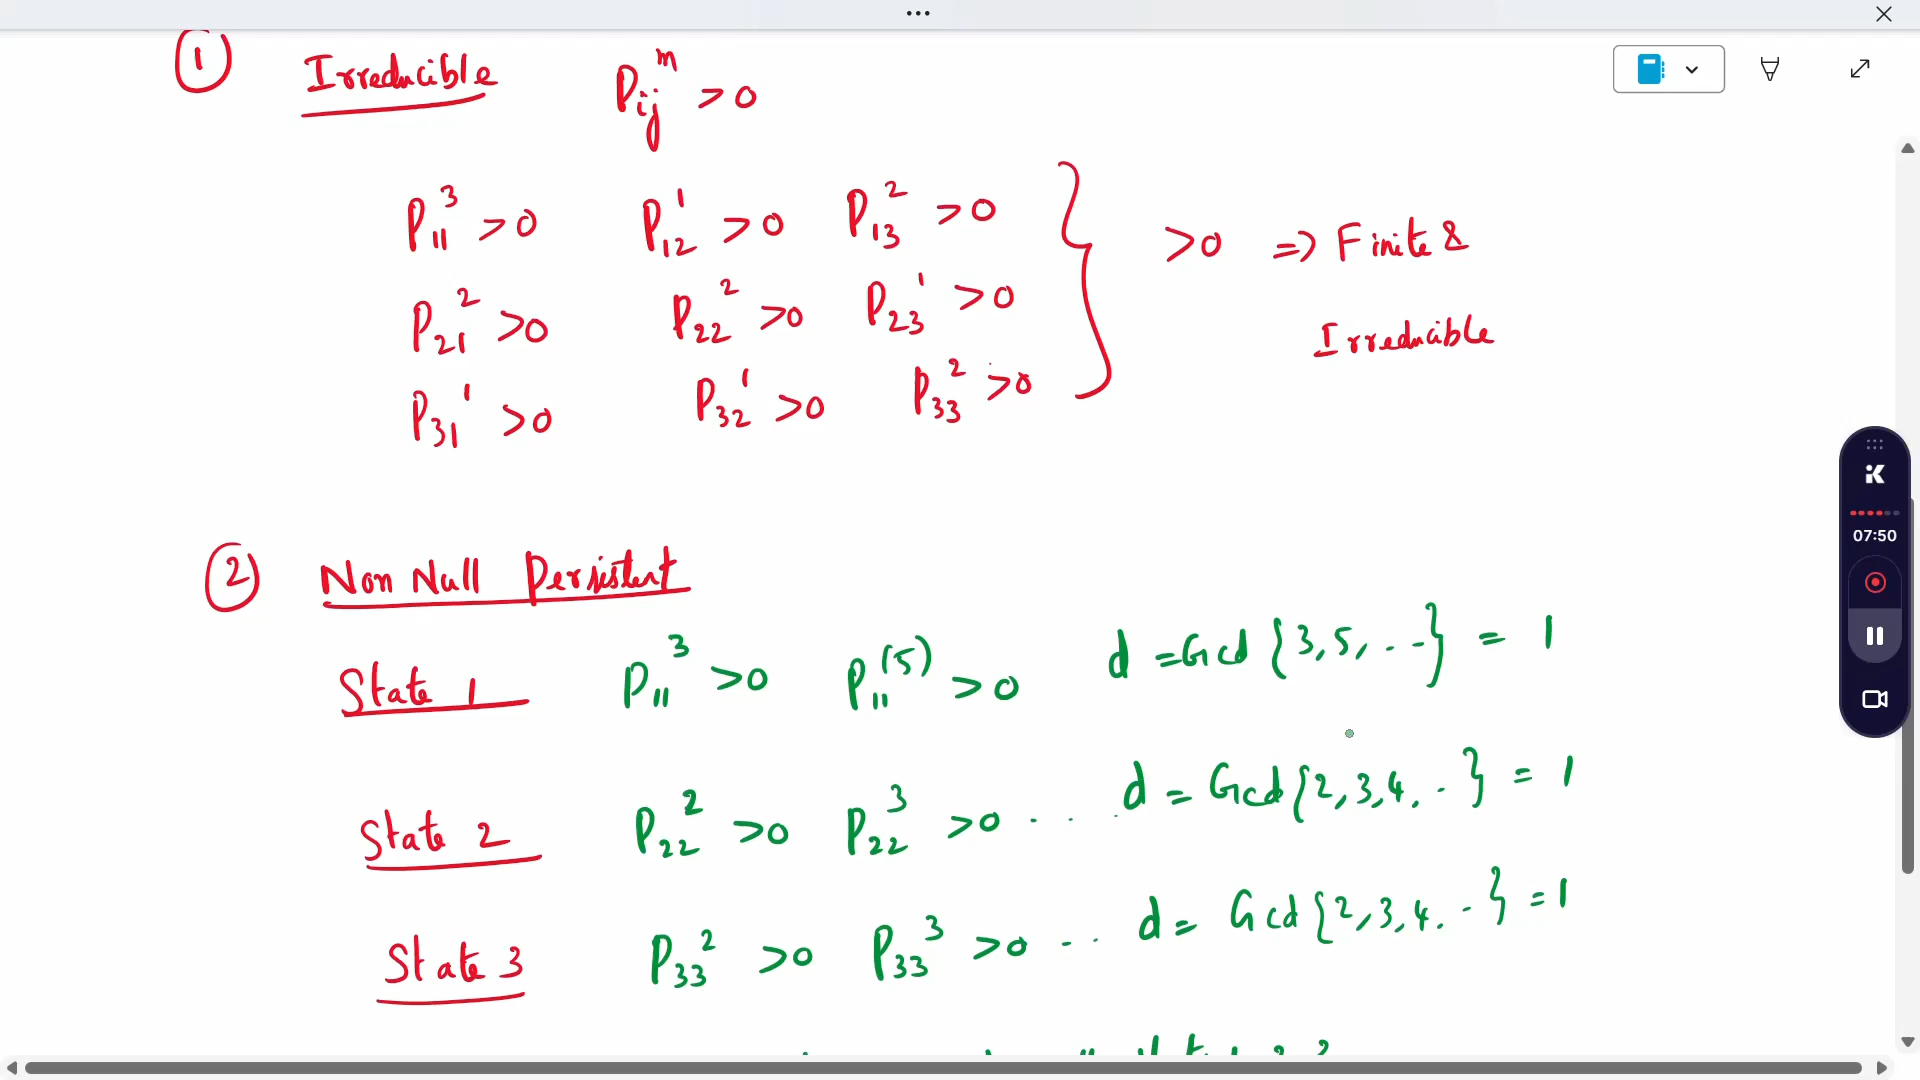 ① Irreducible P_ij^m > 0
P_11^3 > 0 P_12^1 > 0 P_13^2 > 0
> 0 => Finite &
P_21^2 > 0 P_22^2 > 0 P_23^1 > 0
Irreducible
P_31^1 > 0 P_32^1 > 0 P_33^2 > 0
07:50
② Non Null Persistent
State 1 P_11^3 > 0 P_11^(5) > 0 d = Gcd {3, 5, ...} = 1
State 2 P_22^2 > 0 P_22^3 > 0 ... d = Gcd {2, 3, 4, ..} = 1
State 3 P_33^2 > 0 P_33^3 > 0 ... d = Gcd {2, 3, 4, ..} = 1